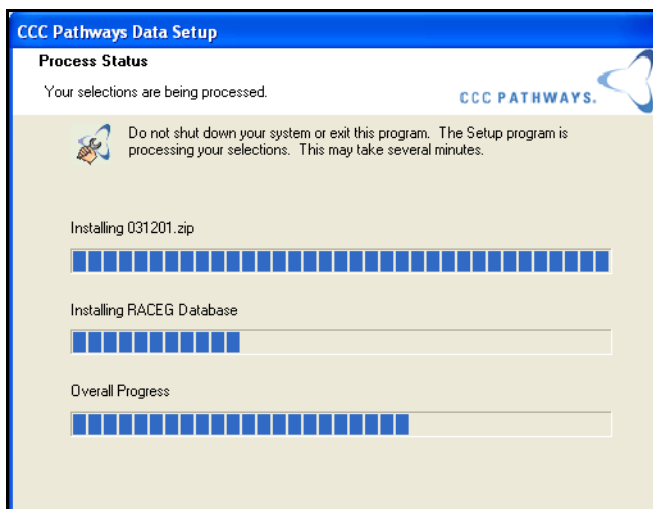 CCC Pathways Data Setup
Process Status
Your selections are being processed.
CCC PATHWAYS.
Do not shut down your system or exit this program. The Setup program is
processing your selections. This may take several minutes.
Installing 031201.zip
Installing RACEG Database
Overall Progress